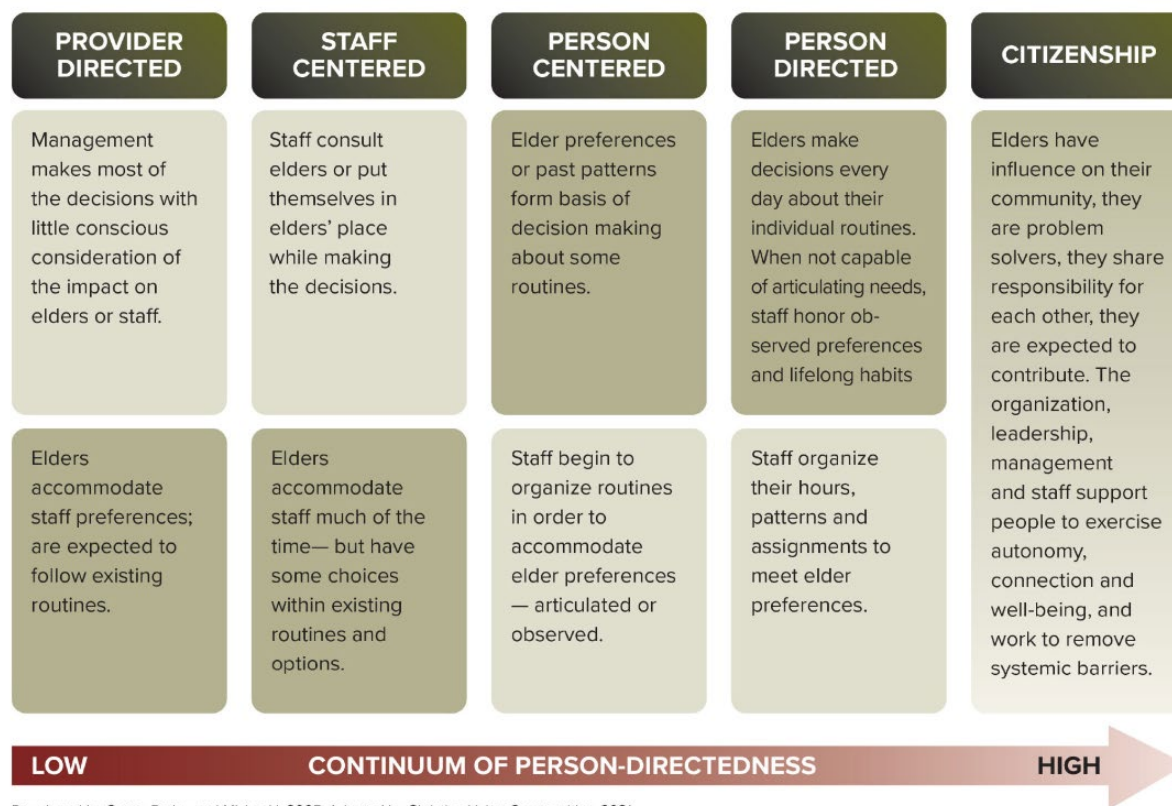 PROVIDER
DIRECTED
STAFF
CENTERED
PERSON
CENTERED
PERSON
DIRECTED
CITIZENSHIP
Management
makes most of
the decisions with
little conscious
consideration of
the impact on
elders or staff.
Staff consult
elders or put
themselves in
elders’ place
while making
the decisions.
Elder preferences
or past patterns
form basis of
decision making
about some
routines.
Elders make
decisions every
day about their
individual routines.
When not capable
of articulating needs,
staff honor ob-
served preferences
and lifelong habits
Elders have
influence on their
community, they
are problem
solvers, they share
responsibility for
each other, they
are expected to
contribute. The
organization,
leadership,
management
and staff support
people to exercise
autonomy,
connection and
well-being, and
work to remove
systemic barriers.
Elders
accommodate
staff preferences;
are expected to
follow existing
routines.
Elders
accommodate
staff much of the
time— but have
some choices
within existing
routines and
options.
Staff begin to
organize routines
in order to
accommodate
elder preferences
— articulated or
observed.
Staff organize
their hours,
patterns and
assignments to
meet elder
preferences.
LOW CONTINUUM OF PERSON-DIRECTEDNESS HIGH